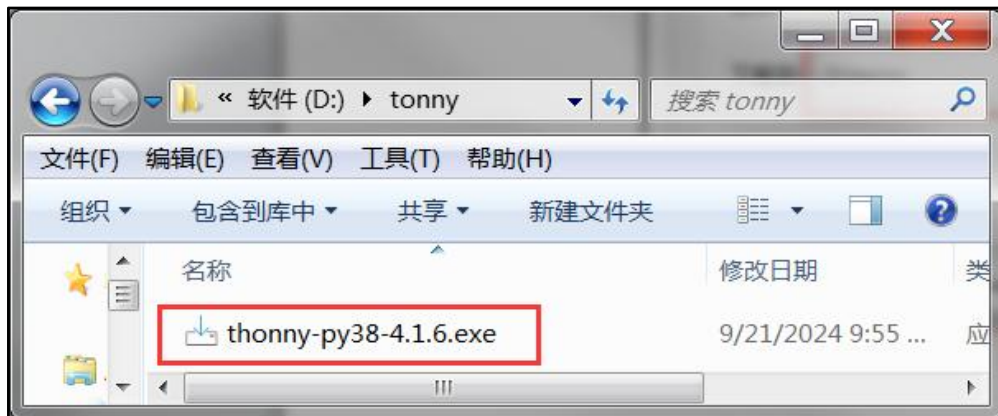 « 软件 (D:) ▸ tonny 搜索 tonny
文件(F) 编辑(E) 查看(V) 工具(T) 帮助(H)
组织 包含到库中 共享 新建文件夹
名称 修改日期 类
thonny-py38-4.1.6.exe 9/21/2024 9:55 ... 应